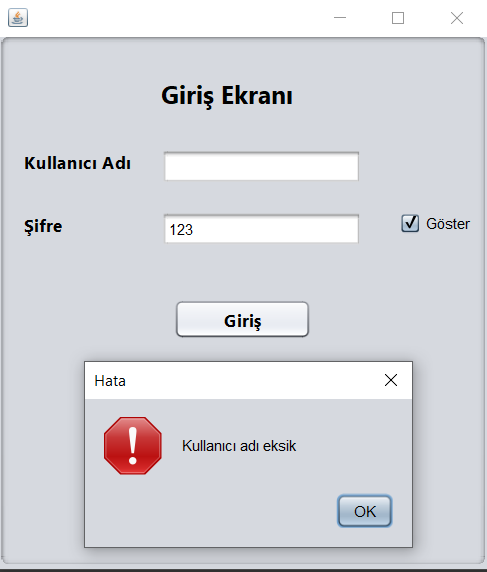 Giriş Ekranı
Kullanıcı Adı
Şifre
123
Göster
Giriş
Hata
Kullanıcı adı eksik
OK